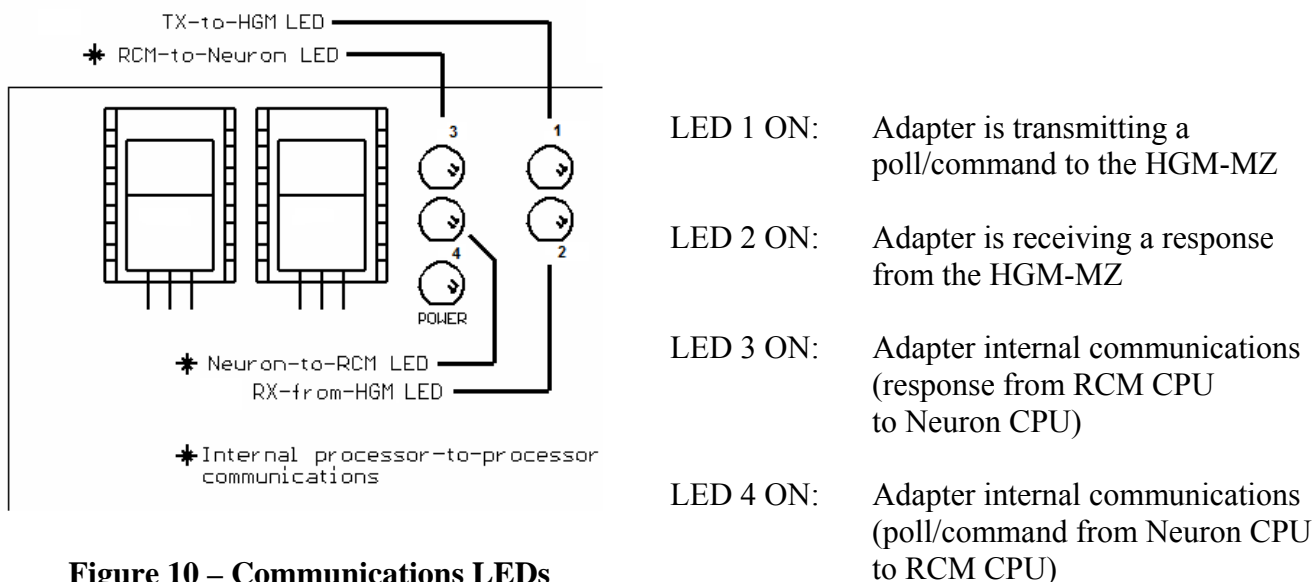 TX-to-HGM LED
✱ RCM-to-Neuron LED
3
1
4
2
POWER
✱ Neuron-to-RCM LED
RX-from-HGM LED
✱ Internal processor-to-processor
communications
Figure 10 – Communications LEDs
LED 1 ON: Adapter is transmitting a
poll/command to the HGM-MZ
LED 2 ON: Adapter is receiving a response
from the HGM-MZ
LED 3 ON: Adapter internal communications
(response from RCM CPU
to Neuron CPU)
LED 4 ON: Adapter internal communications
(poll/command from Neuron CPU
to RCM CPU)